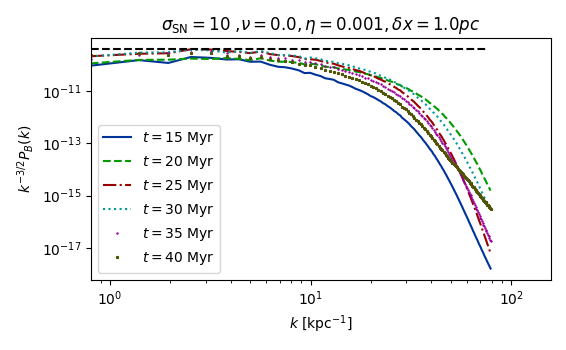 σ_SN = 10 ,ν = 0.0, η = 0.001, δx = 1.0pc
k^{-3/2}P_B(k)
10^{-11}
10^{-13}
10^{-15}
10^{-17}
t = 15 Myr
t = 20 Myr
t = 25 Myr
t = 30 Myr
t = 35 Myr
t = 40 Myr
10^0
10^1
10^2
k [kpc^{-1}]